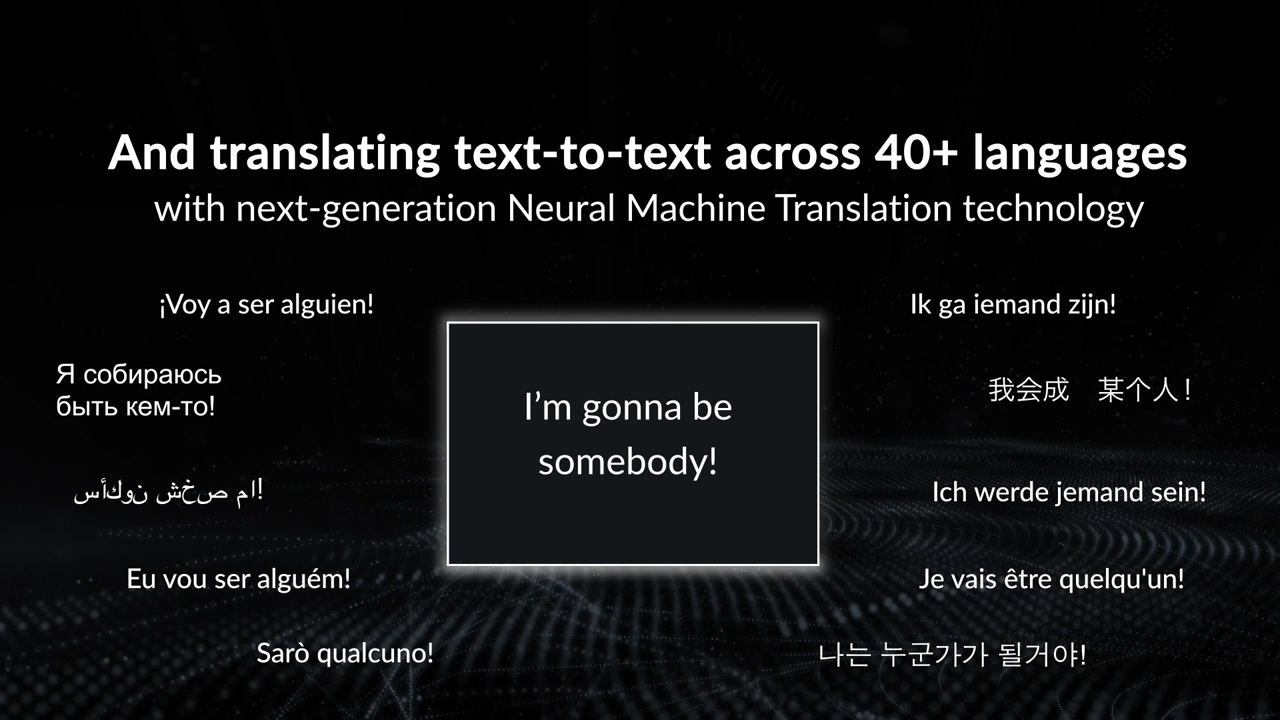 And translating text-to-text across 40+ languages
with next-generation Neural Machine Translation technology
¡Voy a ser alguien!
Я собираюсь
быть кем-то!
سأكون شخص ما!
Eu vou ser alguém!
Sarò qualcuno!
I’m gonna be
somebody!
Ik ga iemand zijn!
我会成　某个人！
Ich werde jemand sein!
Je vais être quelqu'un!
나는 누군가가 될거야!